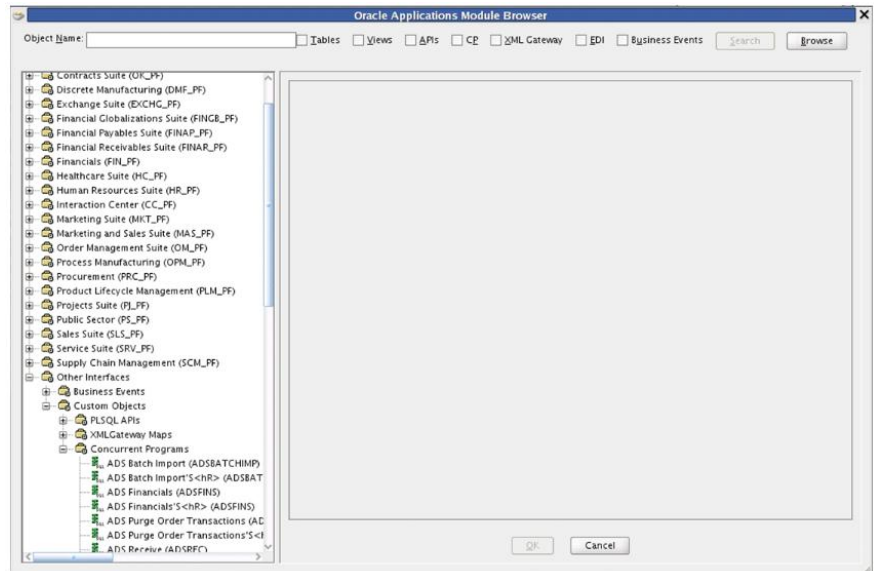 Oracle Applications Module Browser
Object Name: Tables Views APIs CP XML Gateway EDI Business Events Search Browse
Contracts Suite (OK_PF)
Discrete Manufacturing (DMF_PF)
Exchange Suite (EXCHG_PF)
Financial Globalizations Suite (FINGB_PF)
Financial Payables Suite (FINAP_PF)
Financial Receivables Suite (FINAR_PF)
Financials (FIN_PF)
Healthcare Suite (HC_PF)
Human Resources Suite (HR_PF)
Interaction Center (CC_PF)
Marketing Suite (MKT_PF)
Marketing and Sales Suite (MAS_PF)
Order Management Suite (OM_PF)
Process Manufacturing (OPM_PF)
Procurement (PRC_PF)
Product Lifecycle Management (PLM_PF)
Projects Suite (PJ_PF)
Public Sector (PS_PF)
Sales Suite (SLS_PF)
Service Suite (SRV_PF)
Supply Chain Management (SCM_PF)
Other Interfaces
Business Events
Custom Objects
PLSQL APIs
XMLGateway Maps
Concurrent Programs
ADS Batch Import (ADSBATCHIMP)
ADS Batch Import'S<hR> (ADSBAT
ADS Financials (ADSFINS)
ADS Financials'S<hR> (ADSFINS)
ADS Purge Order Transactions (AD
ADS Purge Order Transactions'S<
ADS Receive (ADSREC)
OK Cancel